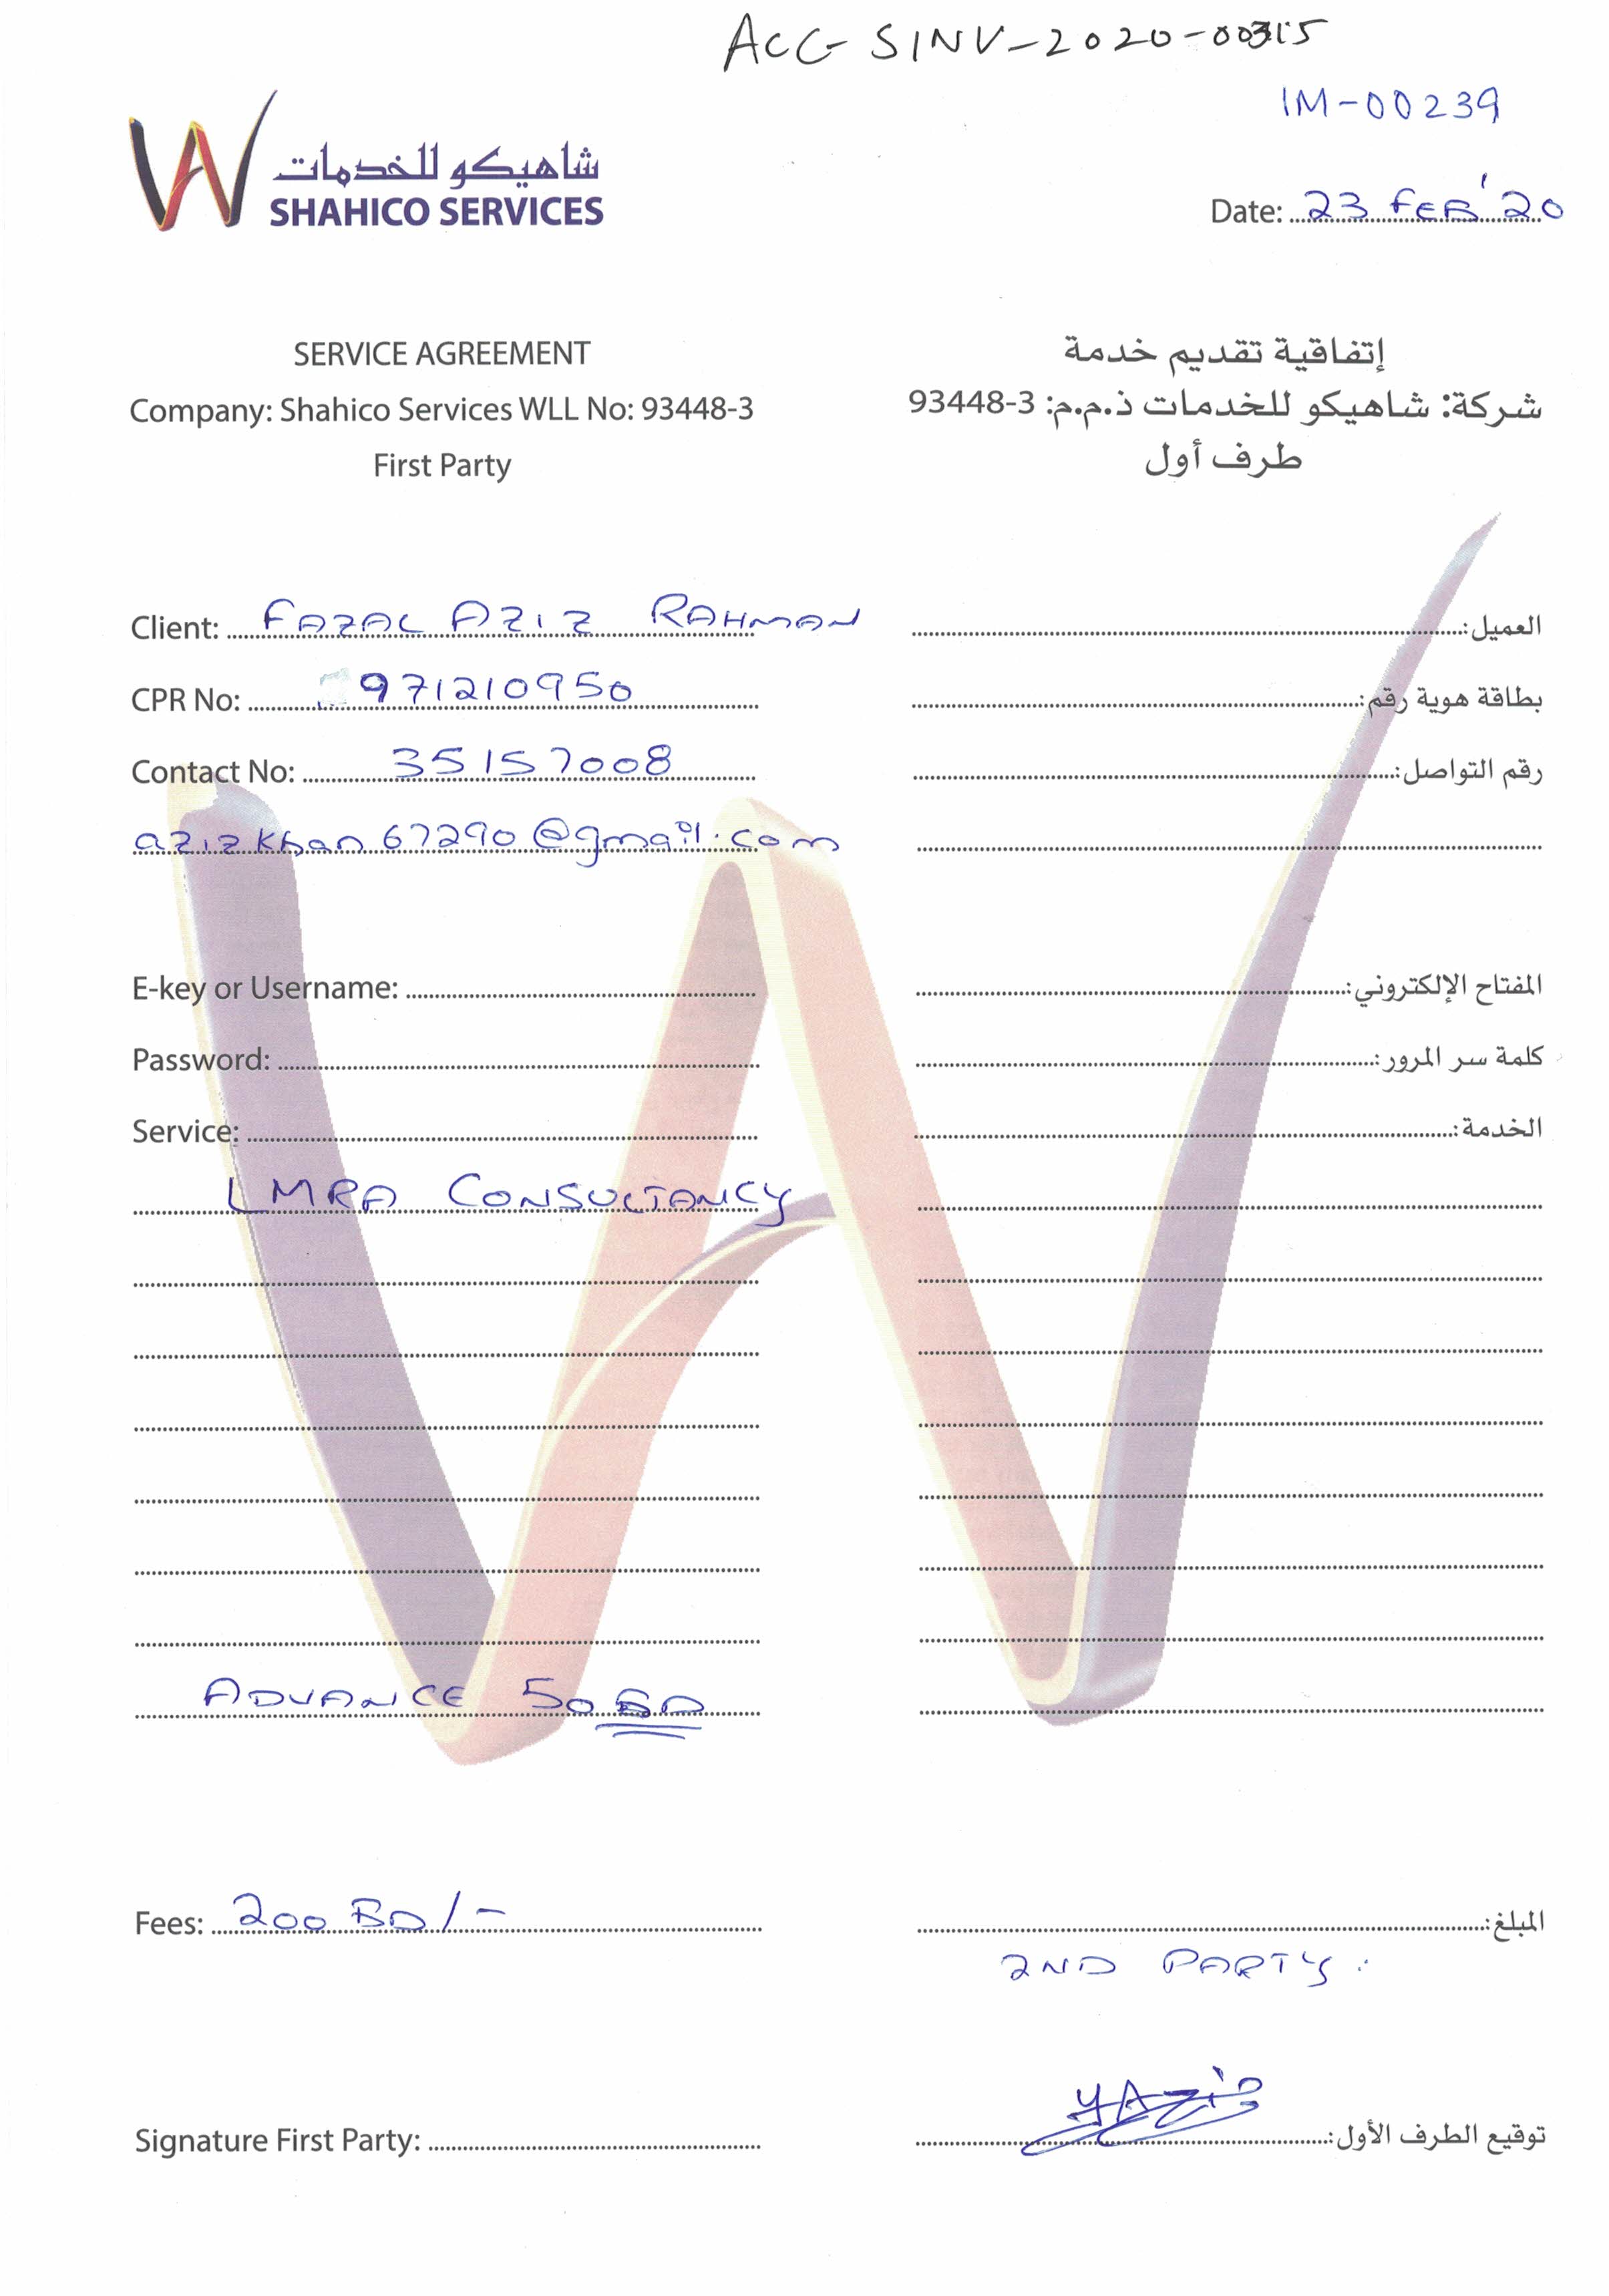 ACC-SINV-2020-00315
IM-00239
شاهيكو للخدمات
SHAHICO SERVICES
Date: 23 FEB'20
SERVICE AGREEMENT
إتفاقية تقديم خدمة
Company: Shahico Services WLL No: 93448-3
شركة: شاهيكو للخدمات ذ.م.م: 3-93448
First Party
طرف أول
Client: FAZAL AZIZ RAHMAN
العميل:
CPR No: 971210950
بطاقة هوية رقم:
Contact No: 35157008
رقم التواصل:
azizkhan67290@gmail.com
E-key or Username:
المفتاح الإلكتروني:
Password:
كلمة سر المرور:
Service:
الخدمة:
LMRA CONSULTANCY
ADVANCE 50 BD
Fees: 200 BD/-
المبلغ:
2ND PARTY:
YAZiz
Signature First Party:
توقيع الطرف الأول: